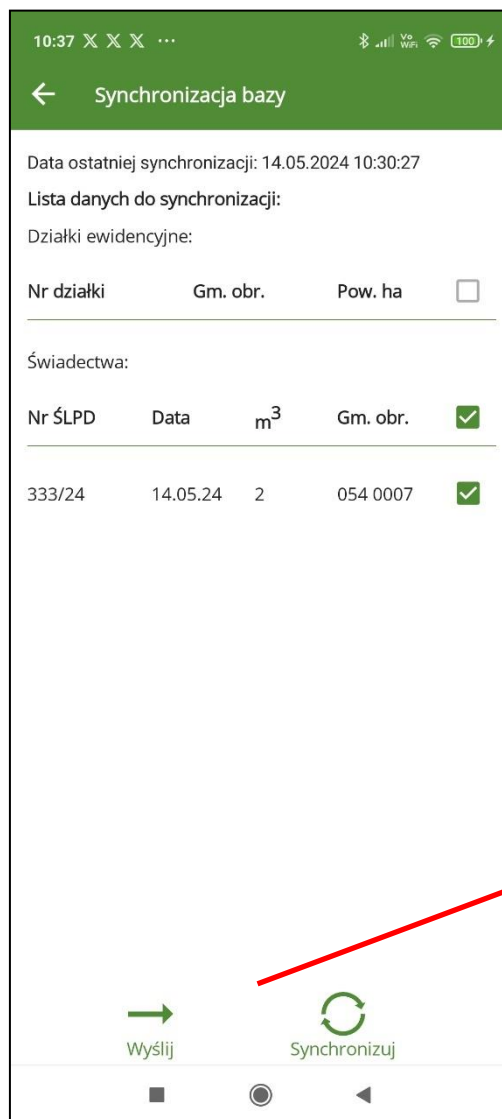 10:37 X X X ··· Vo WiFi 100
Synchronizacja bazy
Data ostatniej synchronizacji: 14.05.2024 10:30:27
Lista danych do synchronizacji:
Działki ewidencyjne:
Nr działki Gm. obr. Pow. ha
Świadectwa:
Nr ŚLPD Data m³ Gm. obr.
333/24 14.05.24 2 054 0007
Wyślij Synchronizuj